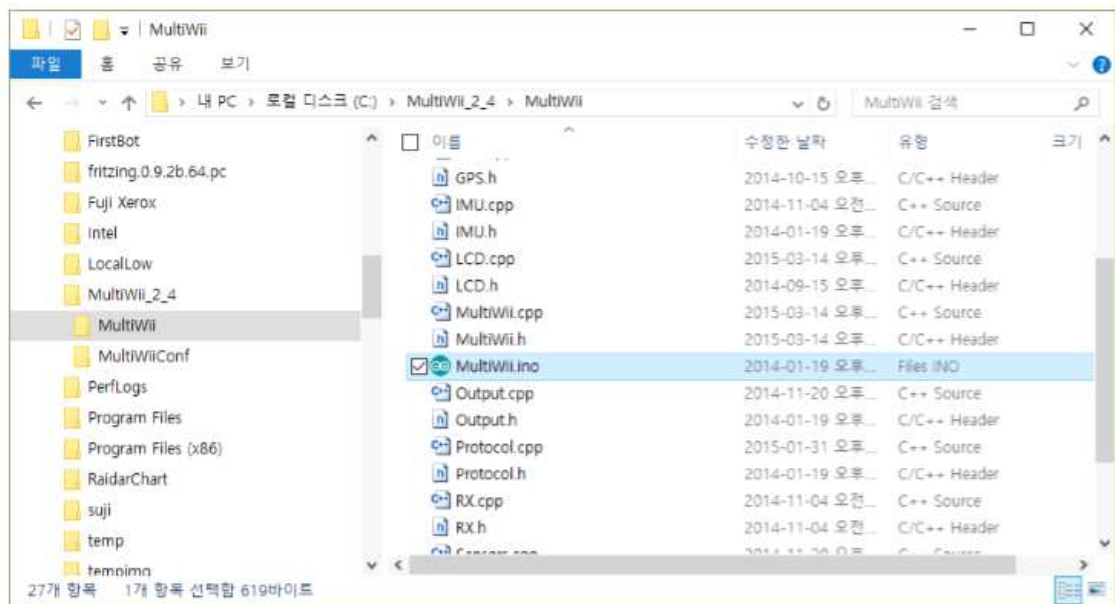 MultiWii
파일 홈 공유 보기
내 PC > 로컬 디스크 (C:) > MultiWii_2_4 > MultiWii
MultiWii 검색
FirstBot
fritzing.0.9.2b.64.pc
Fuji Xerox
Intel
LocalLow
MultiWii_2_4
MultiWii
MultiWiiConf
PerfLogs
Program Files
Program Files (x86)
RaidarChart
suji
temp
tempimg
이름 수정한 날짜 유형 크기
GPS.h 2014-10-15 오후... C/C++ Header
IMU.cpp 2014-11-04 오전... C++ Source
IMU.h 2014-01-19 오후... C/C++ Header
LCD.cpp 2015-03-14 오후... C++ Source
LCD.h 2014-09-15 오후... C/C++ Header
MultiWii.cpp 2015-03-14 오후... C++ Source
MultiWii.h 2015-03-14 오후... C/C++ Header
MultiWii.ino 2014-01-19 오후... Files INO
Output.cpp 2014-11-20 오후... C++ Source
Output.h 2014-01-19 오후... C/C++ Header
Protocol.cpp 2015-01-31 오후... C++ Source
Protocol.h 2014-01-19 오후... C/C++ Header
RX.cpp 2014-11-04 오전... C++ Source
RX.h 2014-11-04 오전... C/C++ Header
27개 항목 1개 항목 선택함 619바이트